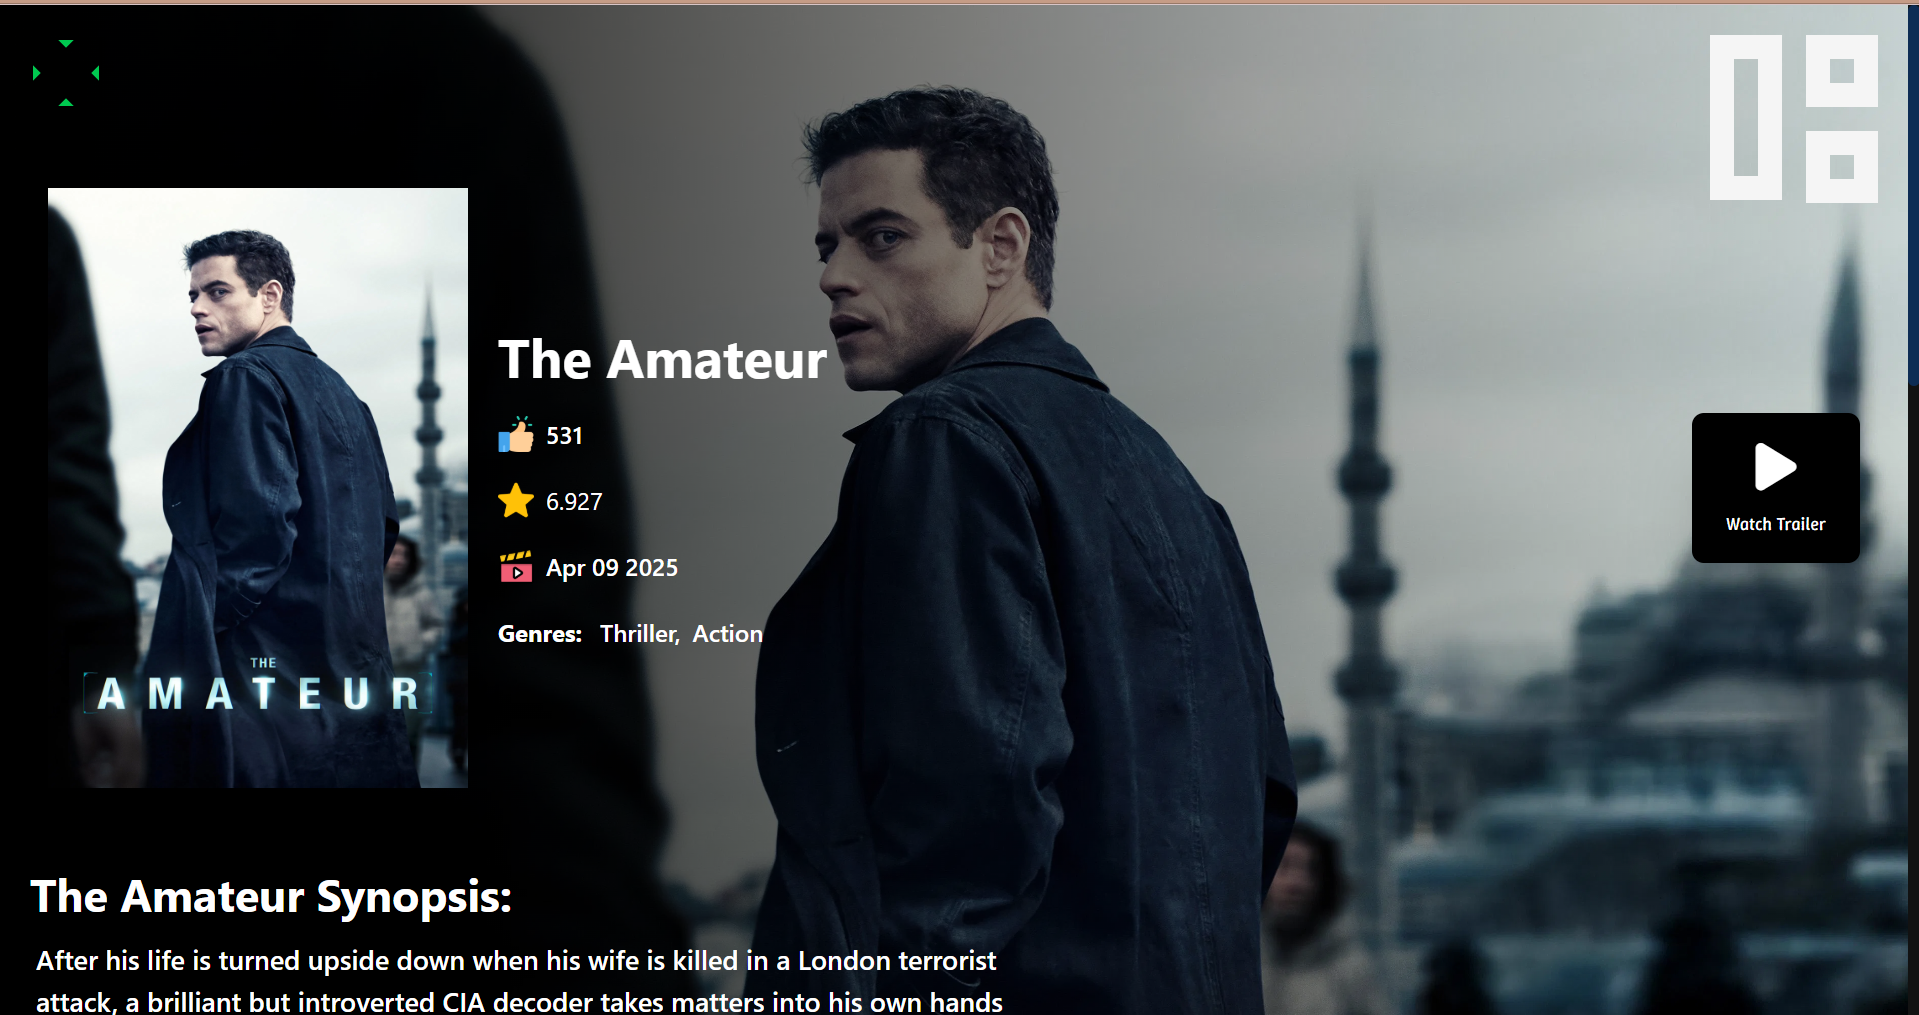 THE
AMATEUR
The Amateur
531
6.927
Apr 09 2025
Genres: Thriller, Action
Watch Trailer
The Amateur Synopsis:
After his life is turned upside down when his wife is killed in a London terrorist
attack, a brilliant but introverted CIA decoder takes matters into his own hands